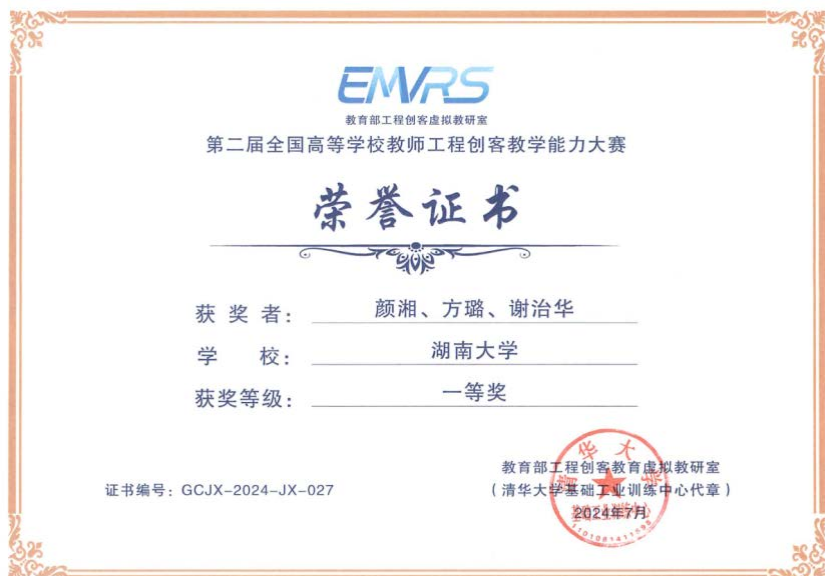 EMVRS
教育部工程创客虚拟教研室
第二届全国高等学校教师工程创客教学能力大赛
荣誉证书
获奖者： 颜湘、方璐、谢治华
学 校： 湖南大学
获奖等级： 一等奖
教育部工程创客教育虚拟教研室
证书编号：GCJX-2024-JX-027
（清华大学基础工业训练中心代章）
2024年7月
清华大学